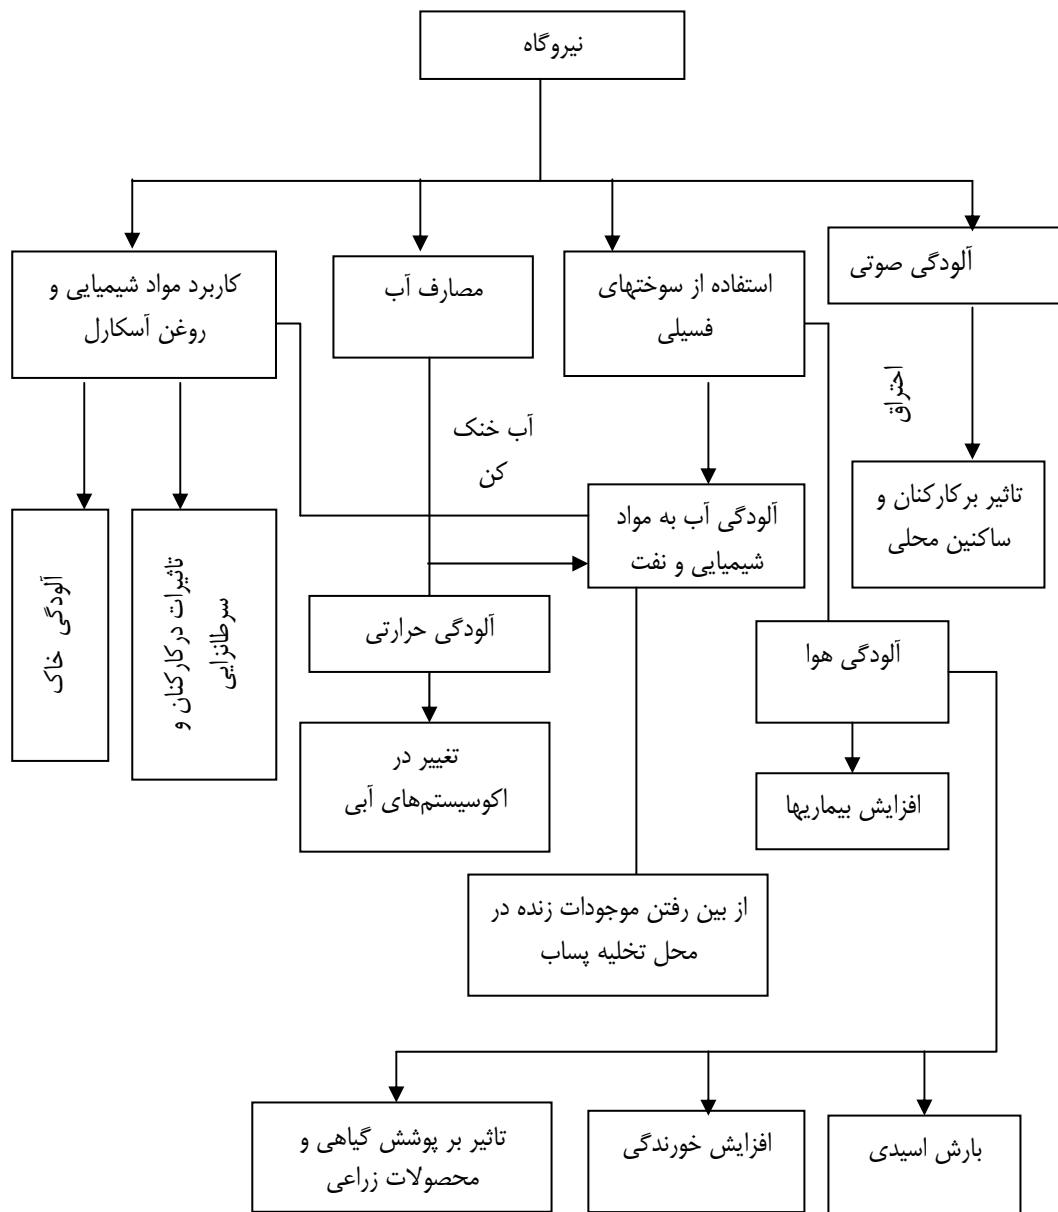 نیروگاه
آلودگی صوتی
استفاده از سوختهای
فسیلی
مصارف آب
کاربرد مواد شیمیایی و
روغن آسکارل
احتراق
آب خنک
کن
تاثیر برکارکنان و
ساکنین محلی
آلودگی آب به مواد
شیمیایی و نفت
تاثیرات درکارکنان و
سرطانزایی
آلودگی خاک
آلودگی حرارتی
آلودگی هوا
تغییر در
اکوسیستم‌های آبی
افزایش بیماریها
از بین رفتن موجودات زنده در
محل تخلیه پساب
بارش اسیدی
افزایش خورندگی
تاثیر بر پوشش گیاهی و
محصولات زراعی